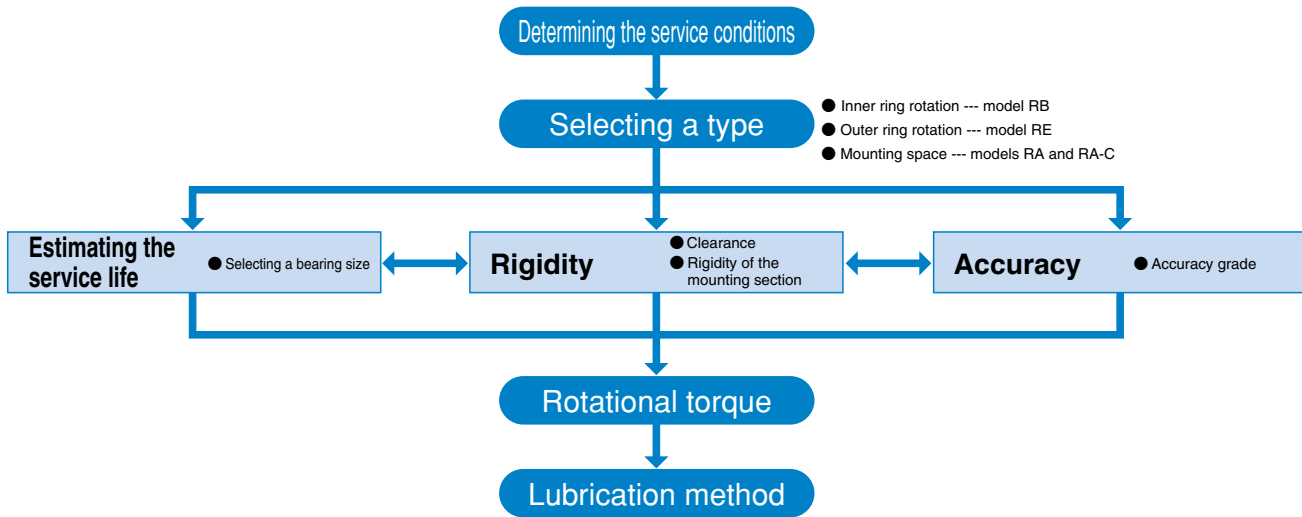 Determining the service conditions
Selecting a type
● Inner ring rotation --- model RB
● Outer ring rotation --- model RE
● Mounting space --- models RA and RA-C
Estimating the
service life
● Selecting a bearing size
Rigidity
● Clearance
● Rigidity of the
mounting section
Accuracy
● Accuracy grade
Rotational torque
Lubrication method